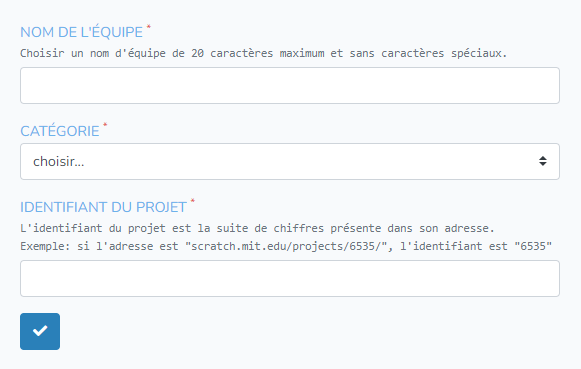 NOM DE L'ÉQUIPE *
Choisir un nom d'équipe de 20 caractères maximum et sans caractères spéciaux.
CATÉGORIE *
choisir...
IDENTIFIANT DU PROJET *
L'identifiant du projet est la suite de chiffres présente dans son adresse.
Exemple: si l'adresse est "scratch.mit.edu/projects/6535/", l'identifiant est "6535"